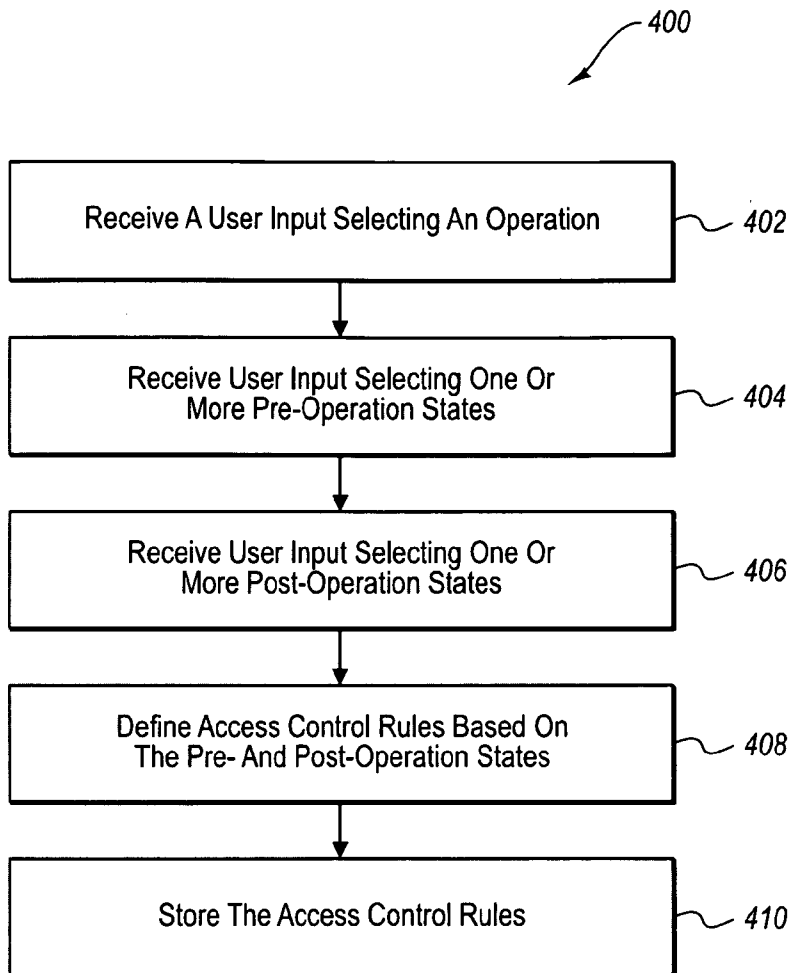 400
Receive A User Input Selecting An Operation
402
Receive User Input Selecting One Or
More Pre-Operation States
404
Receive User Input Selecting One Or
More Post-Operation States
406
Define Access Control Rules Based On
The Pre- And Post-Operation States
408
Store The Access Control Rules
410